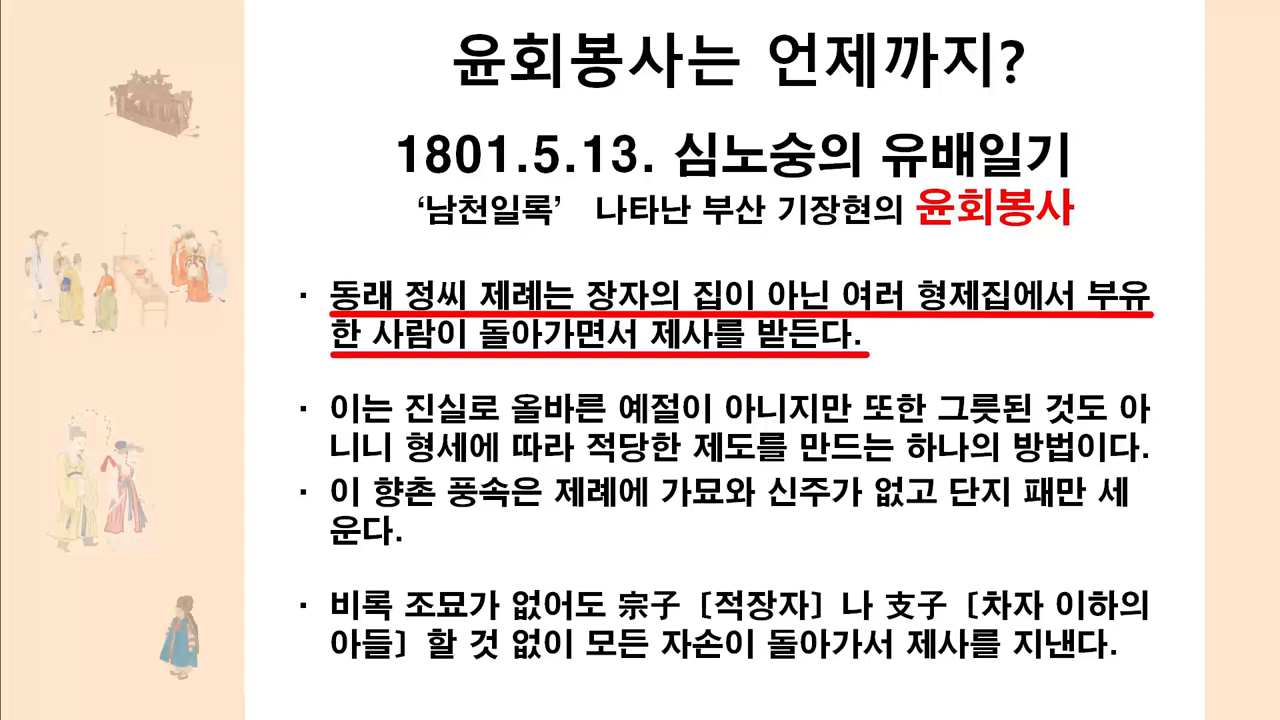 윤회봉사는 언제까지?
1801.5.13. 심노숭의 유배일기
‘남천일록’ 나타난 부산 기장현의 윤회봉사
· 동래 정씨 제례는 장자의 집이 아닌 여러 형제집에서 부유
한 사람이 돌아가면서 제사를 받든다.
· 이는 진실로 올바른 예절이 아니지만 또한 그릇된 것도 아
니니 형세에 따라 적당한 제도를 만드는 하나의 방법이다.
· 이 향촌 풍속은 제례에 가묘와 신주가 없고 단지 패만 세
운다.
· 비록 조묘가 없어도 宗子〔적장자〕나 支子〔차자 이하의
아들〕할 것 없이 모든 자손이 돌아가서 제사를 지낸다.